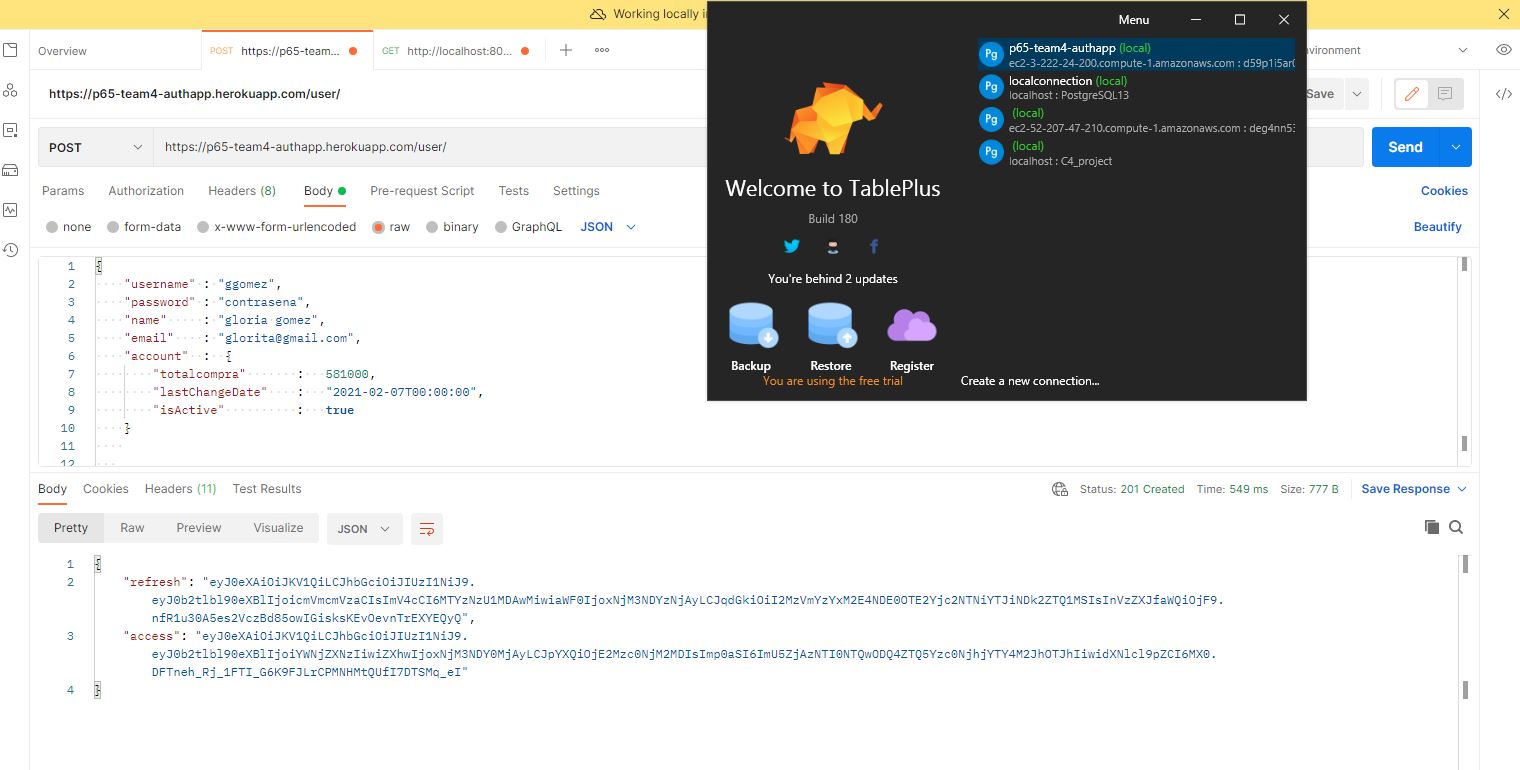 Working locally i
Menu
Overview
POST https://p65-team...
GET http://localhost:80...
vironment
p65-team4-authapp (local)
ec2-3-222-24-200.compute-1.amazonaws.com : d59p1i5ar
localconnection (local)
localhost : PostgreSQL13
(local)
ec2-52-207-47-210.compute-1.amazonaws.com : deg4nn53
(local)
localhost : C4_project
Welcome to TablePlus
Build 180
You're behind 2 updates
Backup
Restore
Register
You are using the free trial
Create a new connection...
https://p65-team4-authapp.herokuapp.com/user/
Save
</>
POST
https://p65-team4-authapp.herokuapp.com/user/
Send
Params Authorization Headers (8) Body Pre-request Script Tests Settings
Cookies
none form-data x-www-form-urlencoded raw binary GraphQL JSON
Beautify
1 {
2 "username" : "ggomez",
3 "password" : "contrasena",
4 "name" : "gloria gomez",
5 "email" : "glorita@gmail.com",
6 "account" : {
7 "totalcompra" : 581000,
8 "lastChangeDate" : "2021-02-07T00:00:00",
9 "isActive" : true
10 }
11
12
Body Cookies Headers (11) Test Results
Status: 201 Created Time: 549 ms Size: 777 B
Save Response
Pretty Raw Preview Visualize JSON
1 {
2 "refresh": "eyJ0eXAiOiJKV1QiLCJhbGciOiJIUzI1NiJ9.
eyJ0b2tlbl90eXBlIjoicmVmcmVzaCIsImV4cCI6MTYzNzU1MDAwMiwiaWF0IjoxNjM3NDYzNjAyLCJqdGkiOiI2MzVmYzYxM2E4NDE0OTE2Yjc2NTNiYTJiNDk2ZTQ1MSIsInVzZXJfaWQiOjF9.
nfR1u30A5es2VczBd85owIGisksKEvOevnTrEXYEQyQ",
3 "access": "eyJ0eXAiOiJKV1QiLCJhbGciOiJIUzI1NiJ9.
eyJ0b2tlbl90eXBlIjoiYWNjZXNzIiwiZXhwIjoxNjM3NDY0MjAyLCJpYXQiOjE2Mzc0NjM2MDIsImp0aSI6ImU5ZjAzNTI0NTQwODQ4ZTQ5Yzc0NjhjYTY4M2JhOTJhIiwidXNlcl9pZCI6MX0.
DFTneh_Rj_1FTI_G6K9FJLrCPMNHMtQUfI7DTSMq_eI"
4 }